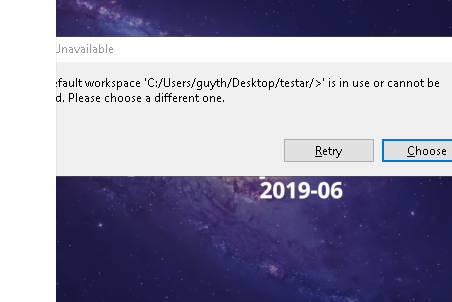 Unavailable
efault workspace 'C:/Users/guyth/Desktop/testar/>' is in use or cannot be
d. Please choose a different one.
Retry Choose
2019-06